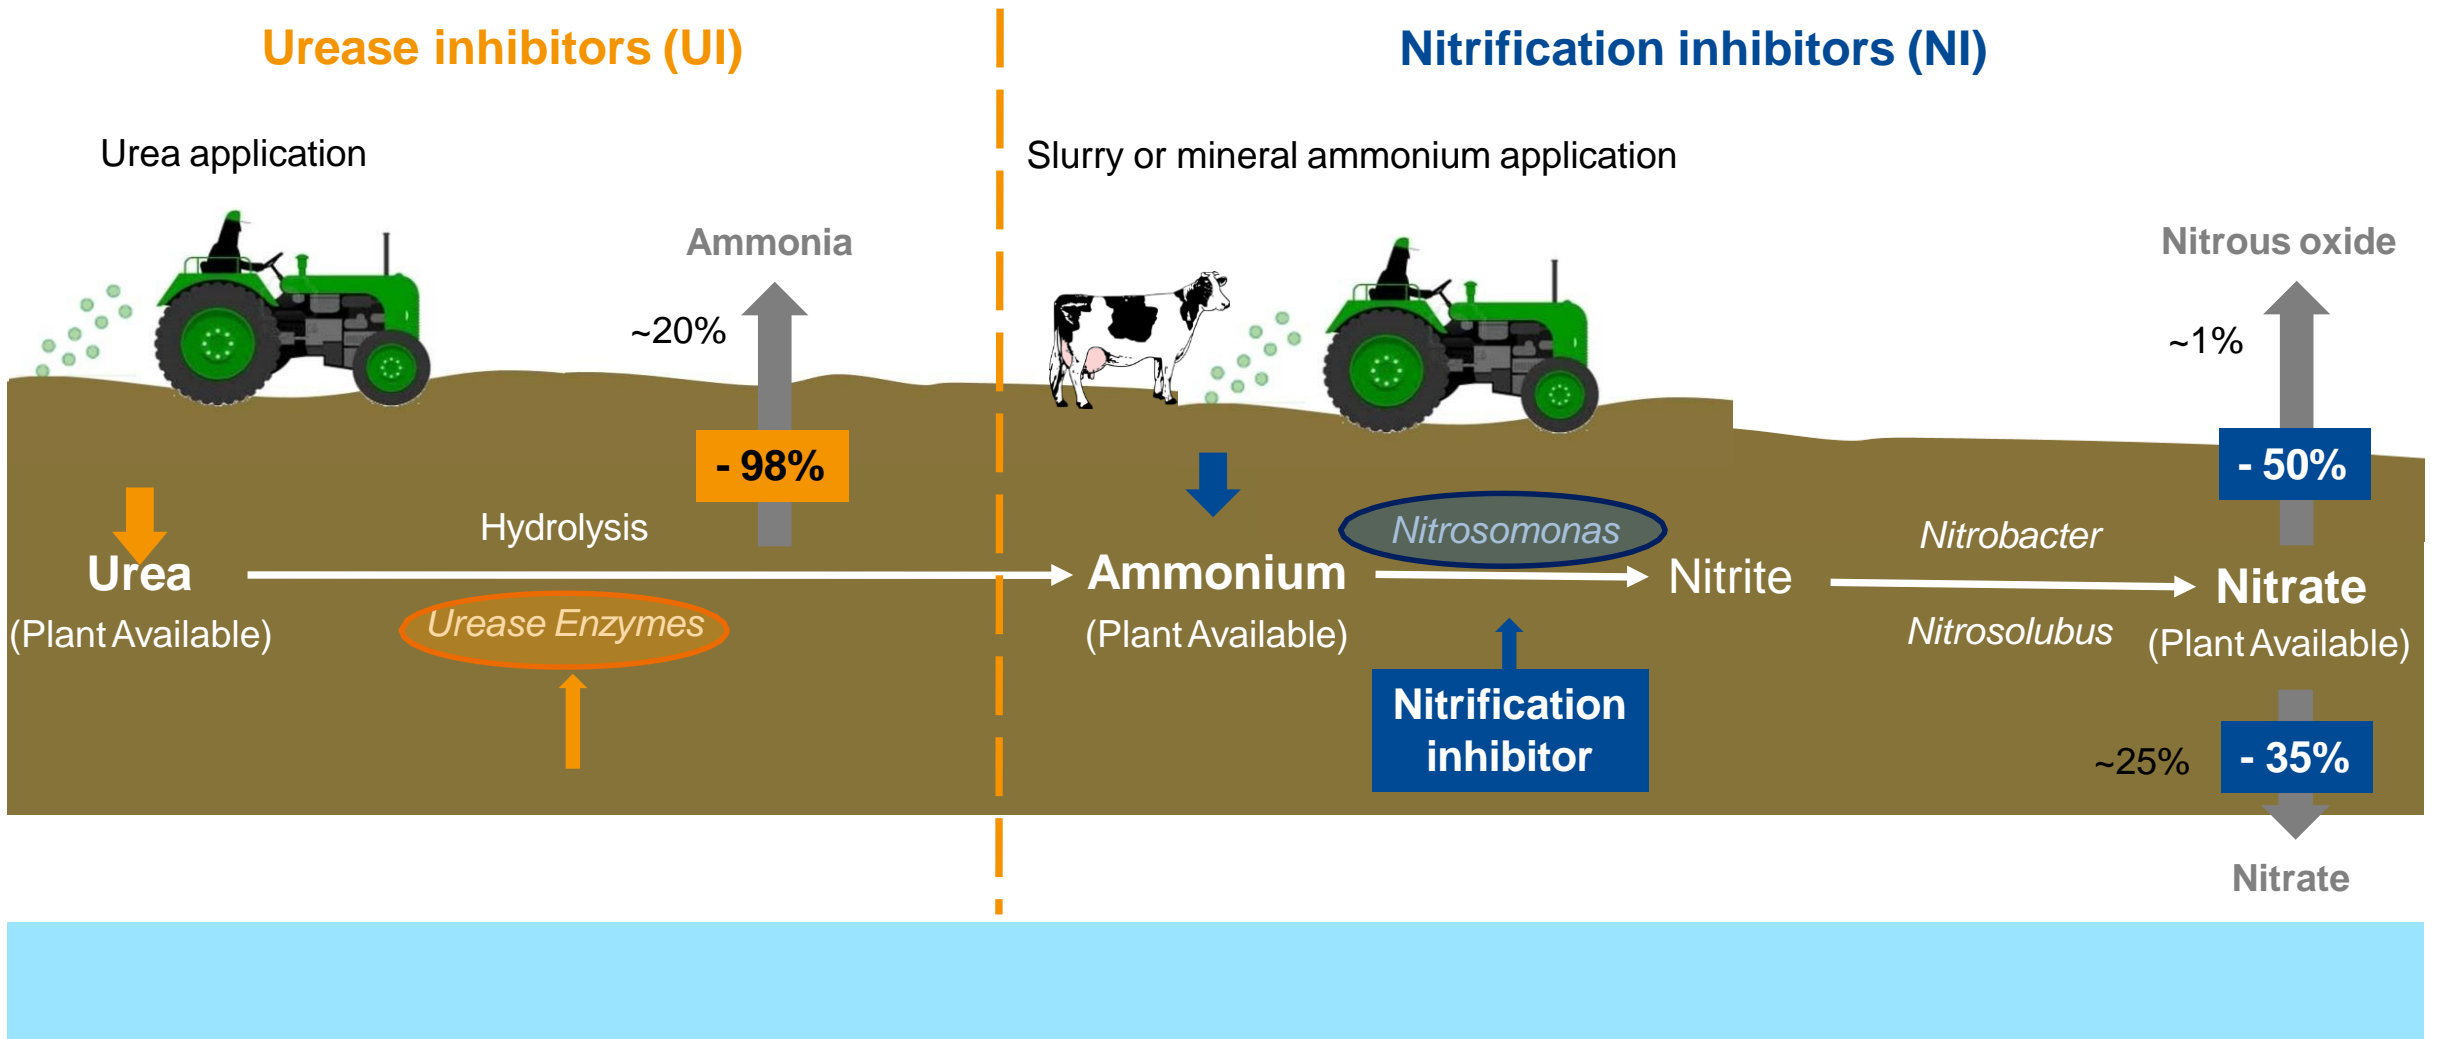 Urease inhibitors (UI)
Nitrification inhibitors (NI)
Urea application
Slurry or mineral ammonium application
Ammonia
Nitrous oxide
~20%
~1%
- 98%
- 50%
Hydrolysis
Nitrosomonas
Nitrobacter
Urea
Ammonium
Nitrite
Nitrate
(Plant Available)
Urease Enzymes
(Plant Available)
Nitrosolubus
(Plant Available)
Nitrification
inhibitor
~25%
- 35%
Nitrate